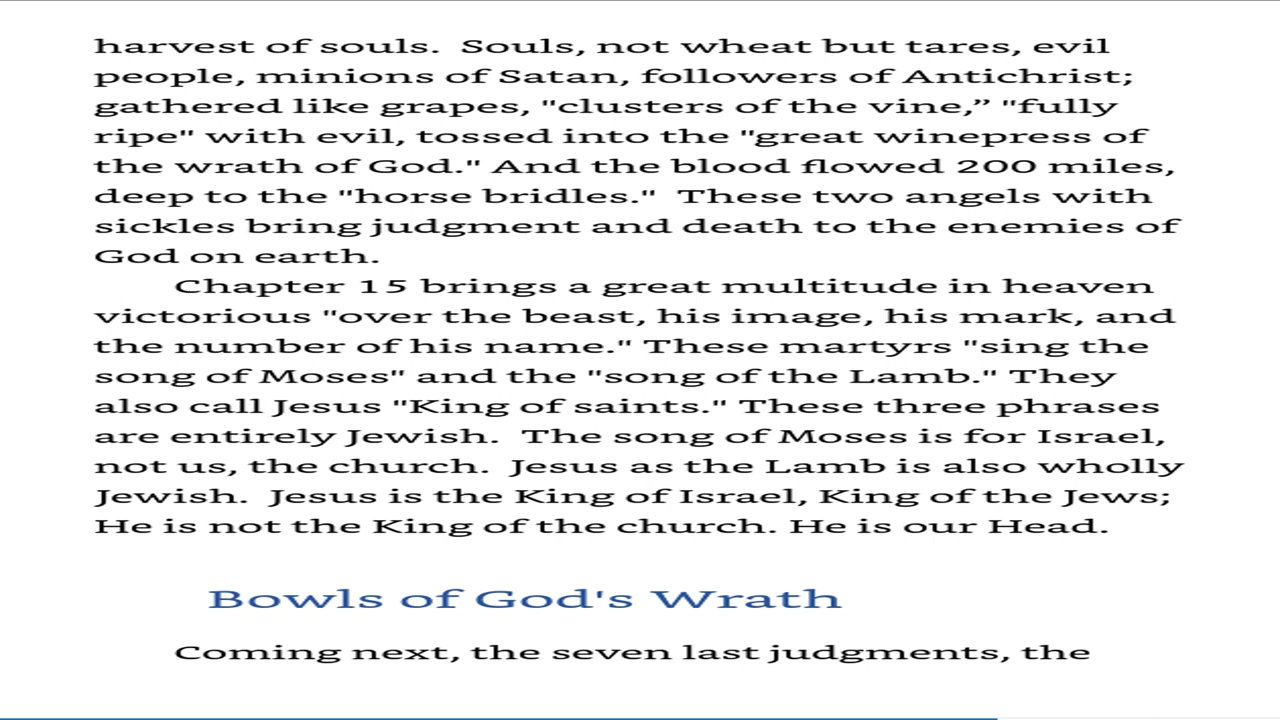 harvest of souls.  Souls, not wheat but tares, evil
people, minions of Satan, followers of Antichrist;
gathered like grapes, "clusters of the vine,” "fully
ripe" with evil, tossed into the "great winepress of
the wrath of God." And the blood flowed 200 miles,
deep to the "horse bridles."  These two angels with
sickles bring judgment and death to the enemies of
God on earth.
Chapter 15 brings a great multitude in heaven
victorious "over the beast, his image, his mark, and
the number of his name." These martyrs "sing the
song of Moses" and the "song of the Lamb." They
also call Jesus "King of saints." These three phrases
are entirely Jewish.  The song of Moses is for Israel,
not us, the church.  Jesus as the Lamb is also wholly
Jewish.  Jesus is the King of Israel, King of the Jews;
He is not the King of the church. He is our Head.
Bowls of God's Wrath
Coming next, the seven last judgments, the